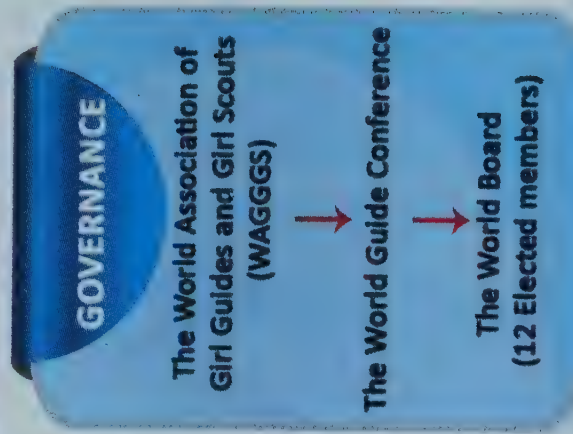 GOVERNANCE
The World Association of
Girl Guides and Girl Scouts
(WAGGGS)
The World Guide Conference
The World Board
(12 Elected members)